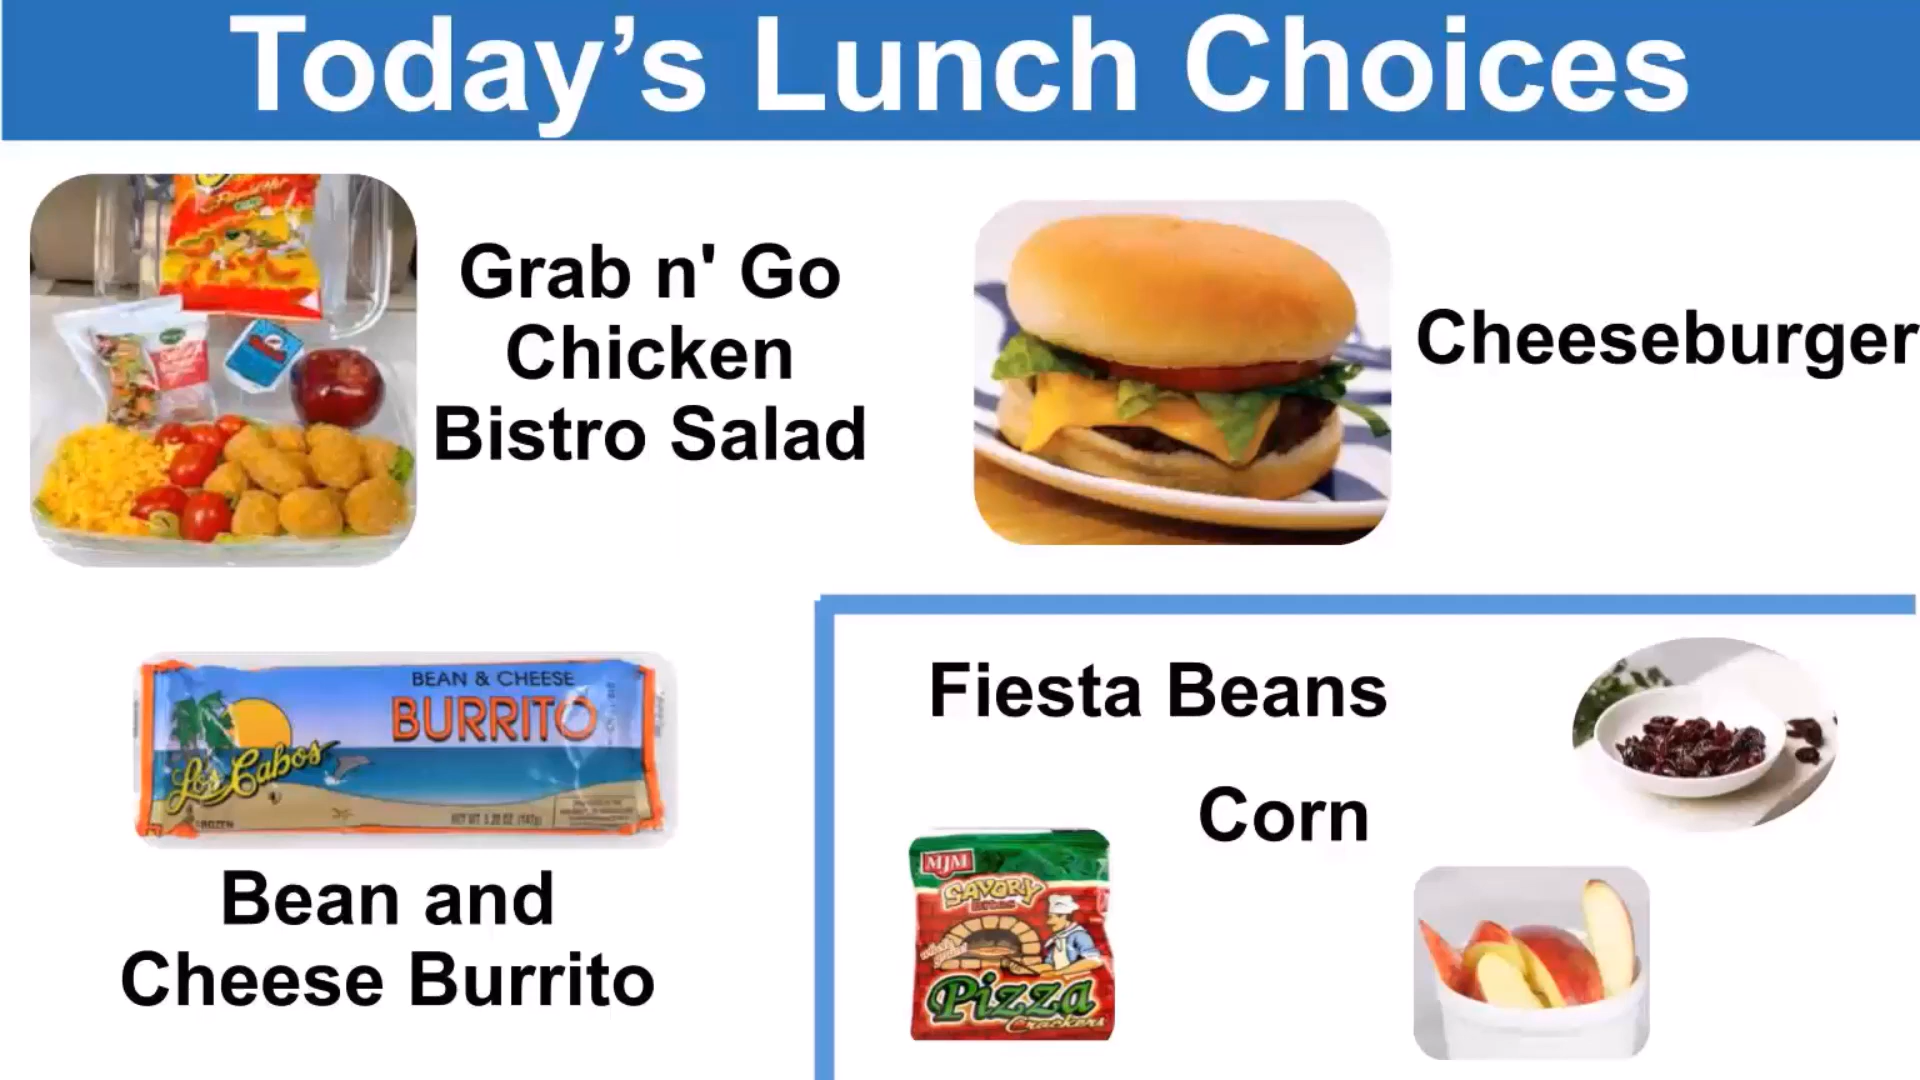 Today’s Lunch Choices
Grab n' Go
Chicken
Bistro Salad
Cheeseburger
BEAN & CHEESE
BURRITO
Los Cabos
FROZEN
Bean and
Cheese Burrito
Fiesta Beans
Corn
MJM
SAVORY
Pizza
Crackers